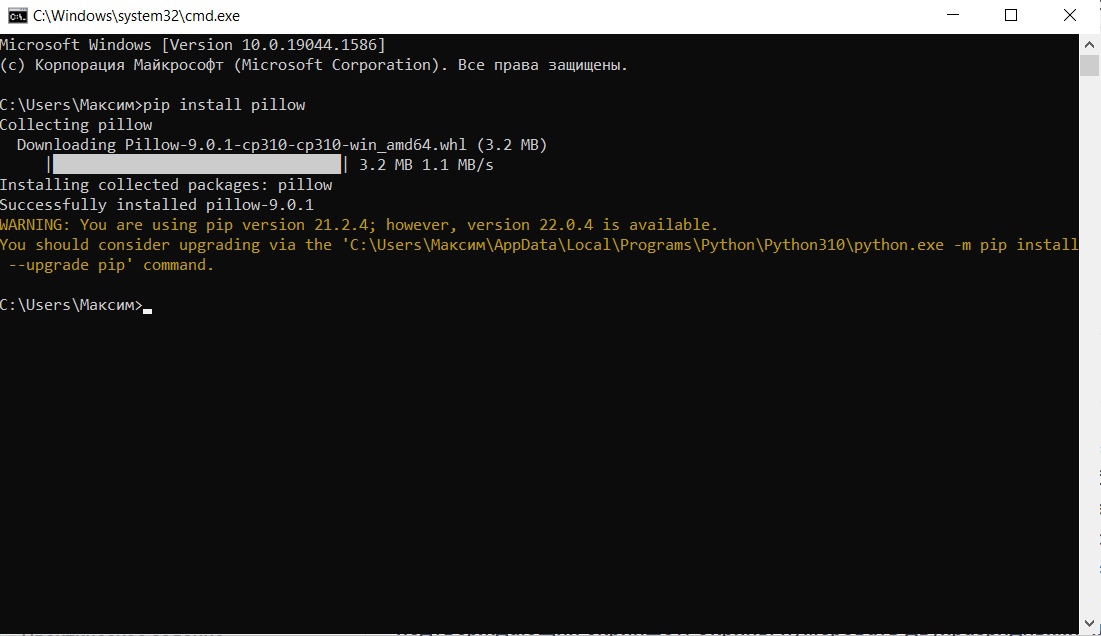 C:\Windows\system32\cmd.exe
Microsoft Windows [Version 10.0.19044.1586]
(c) Корпорация Майкрософт (Microsoft Corporation). Все права защищены.
C:\Users\Максим>pip install pillow
Collecting pillow
Downloading Pillow-9.0.1-cp310-cp310-win_amd64.whl (3.2 MB)
|████████████████████████████████| 3.2 MB 1.1 MB/s
Installing collected packages: pillow
Successfully installed pillow-9.0.1
WARNING: You are using pip version 21.2.4; however, version 22.0.4 is available.
You should consider upgrading via the 'C:\Users\Максим\AppData\Local\Programs\Python\Python310\python.exe -m pip install
--upgrade pip' command.
C:\Users\Максим>